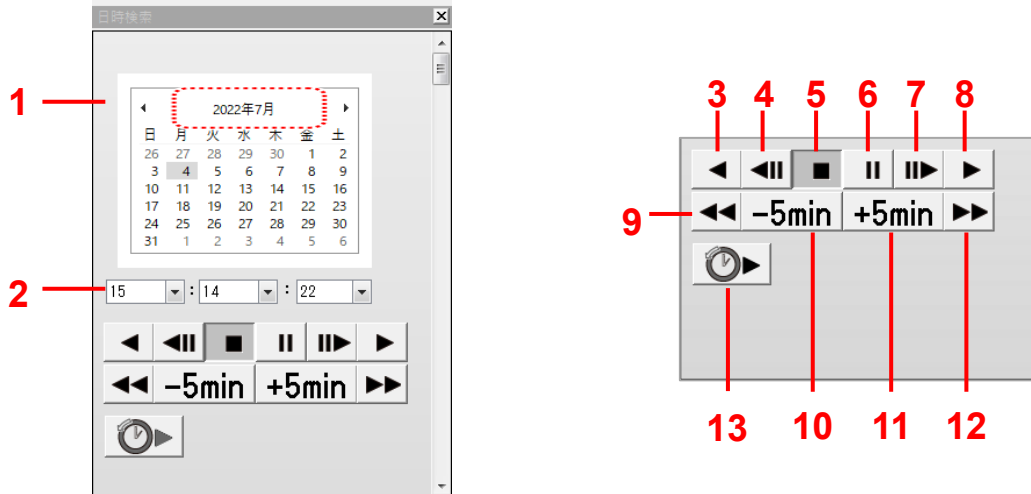 日時検索
1
2022年7月
日 月 火 水 木 金 土
26 27 28 29 30 1 2
3 4 5 6 7 8 9
10 11 12 13 14 15 16
17 18 19 20 21 22 23
24 25 26 27 28 29 30
31 1 2 3 4 5 6
2
15 : 14 : 22
-5min +5min
3 4 5 6 7 8
9
-5min +5min
13 10 11 12